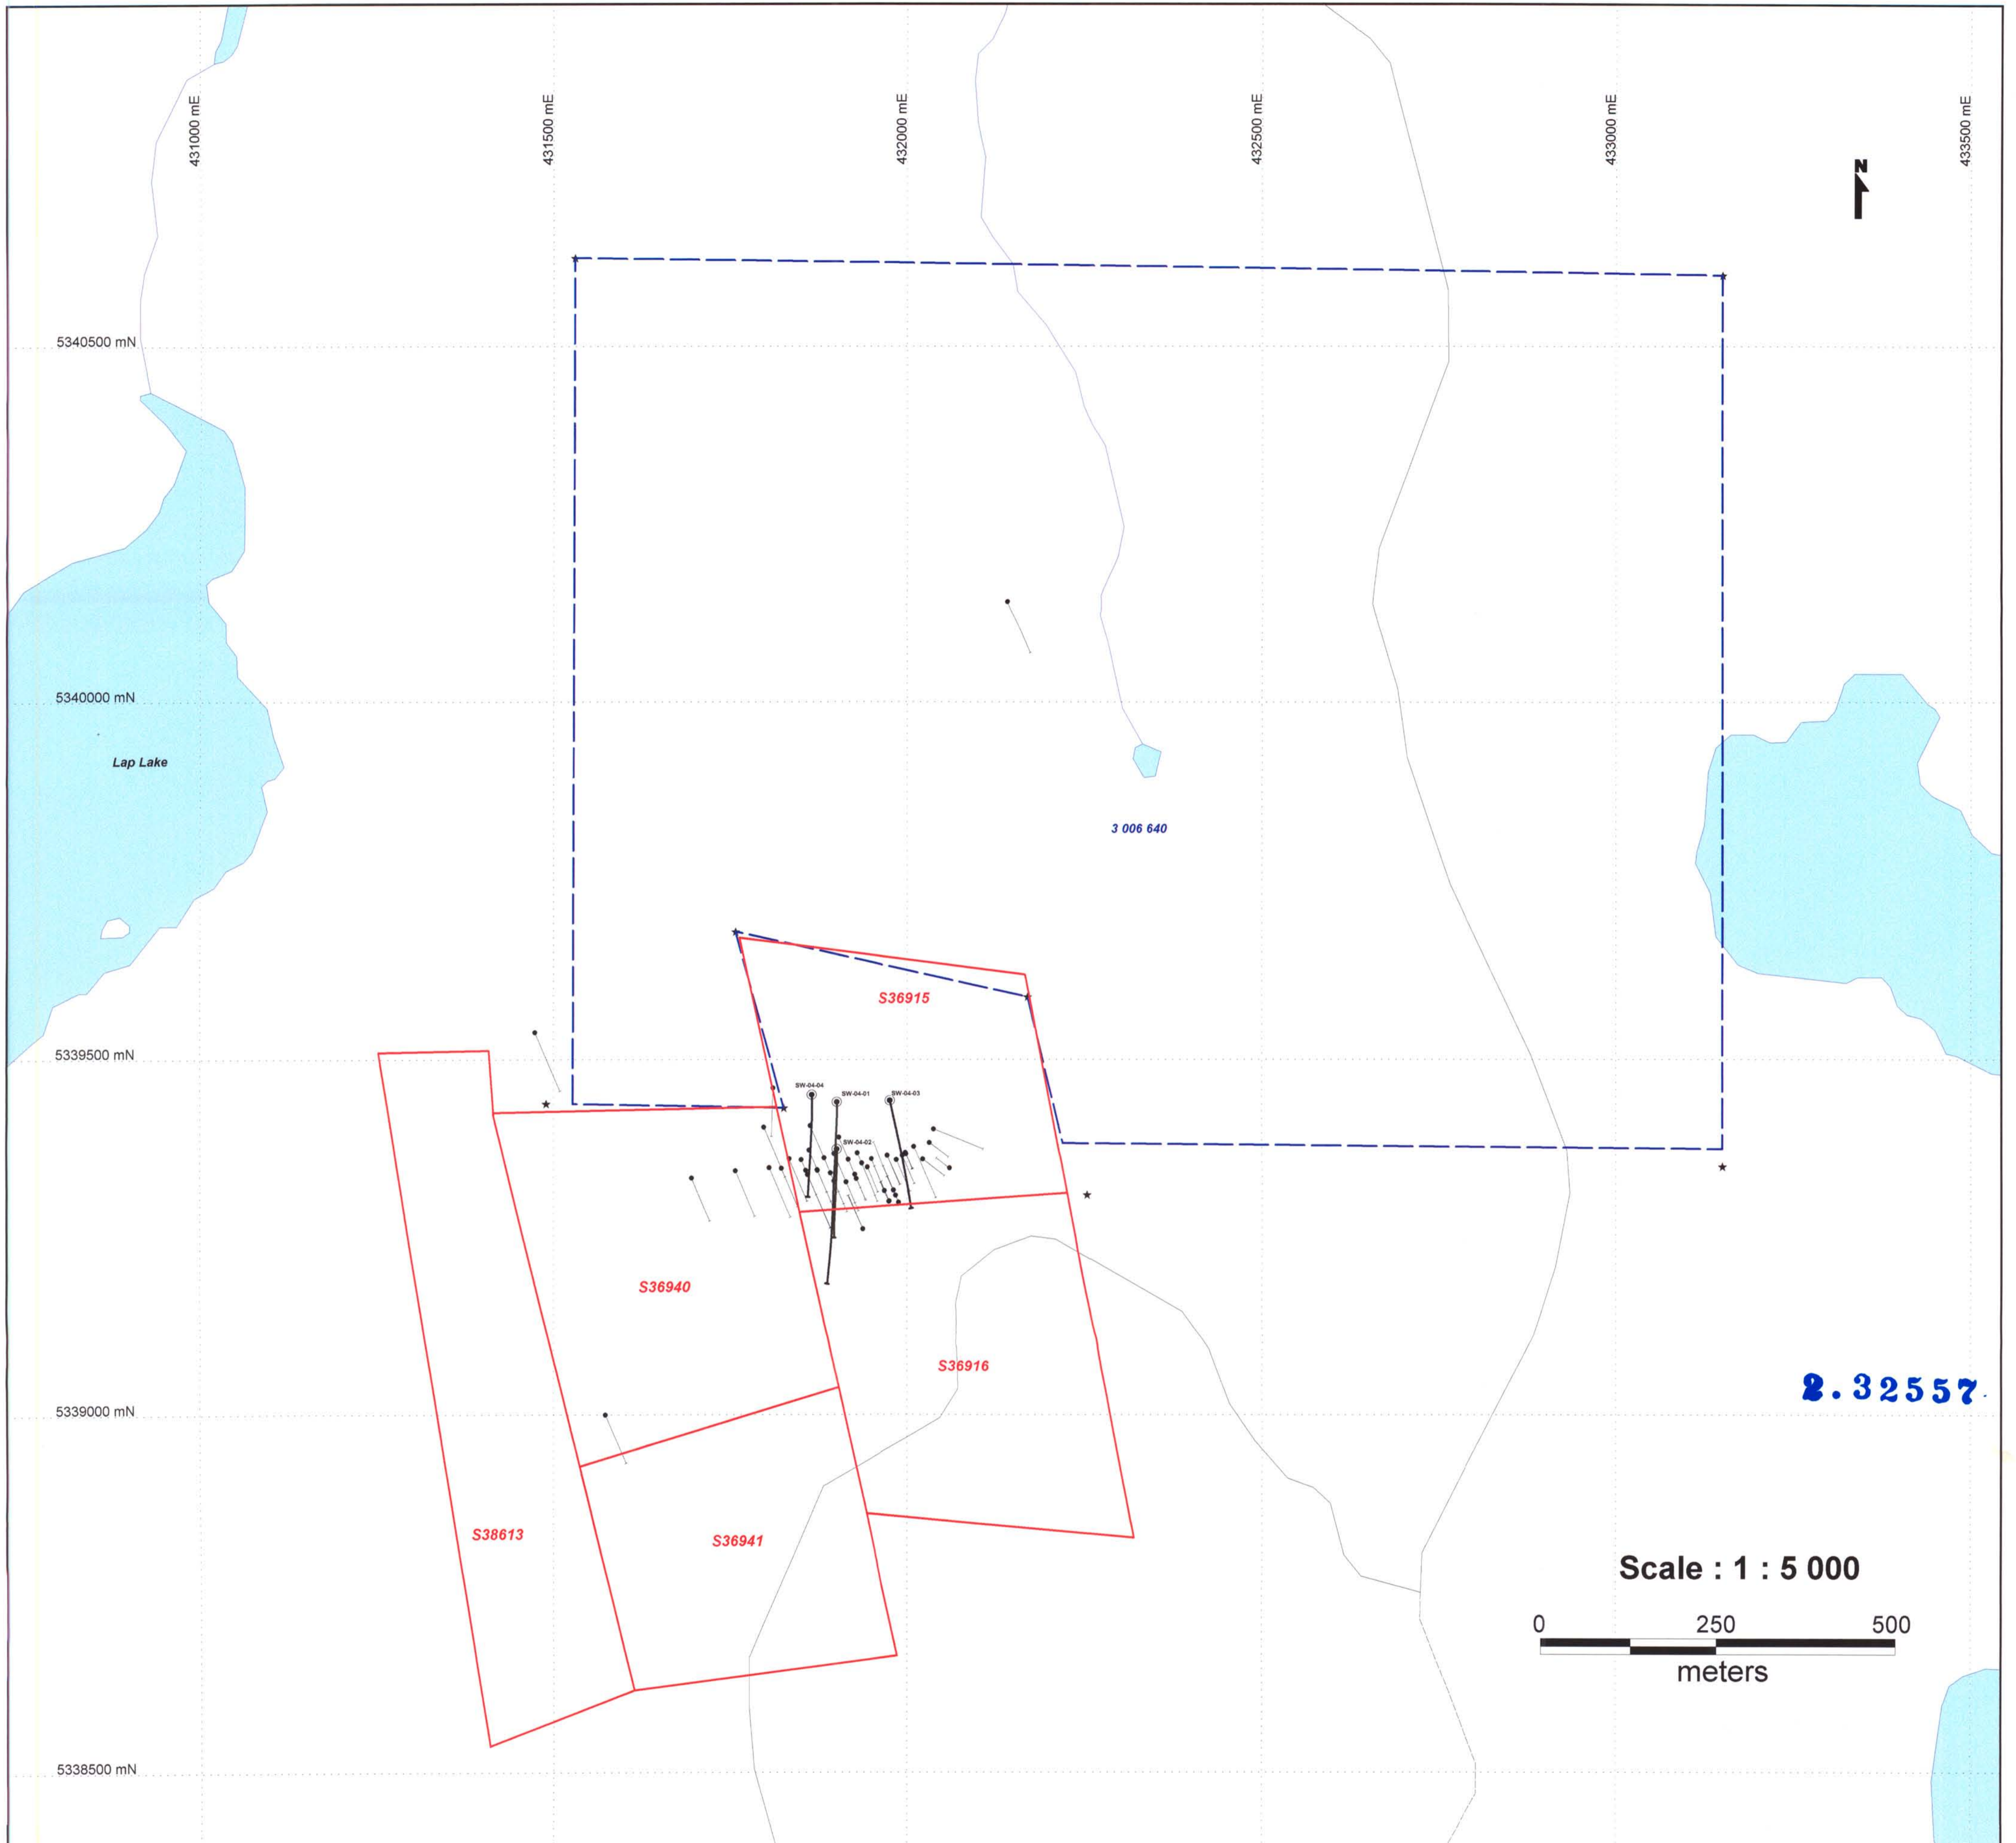 431000 mE
431500 mE
432000 mE
432500 mE
433000 mE
433500 mE
N
5340500 mN
5340000 mN
Lap Lake
3 006 640
S36915
5339500 mN
SW-04-04
SW-04-01
SW-04-03
SW-04-02
S36940
S36916
2.32557
5339000 mN
S38613
S36941
Scale : 1 : 5 000
0 250 500
meters
5338500 mN